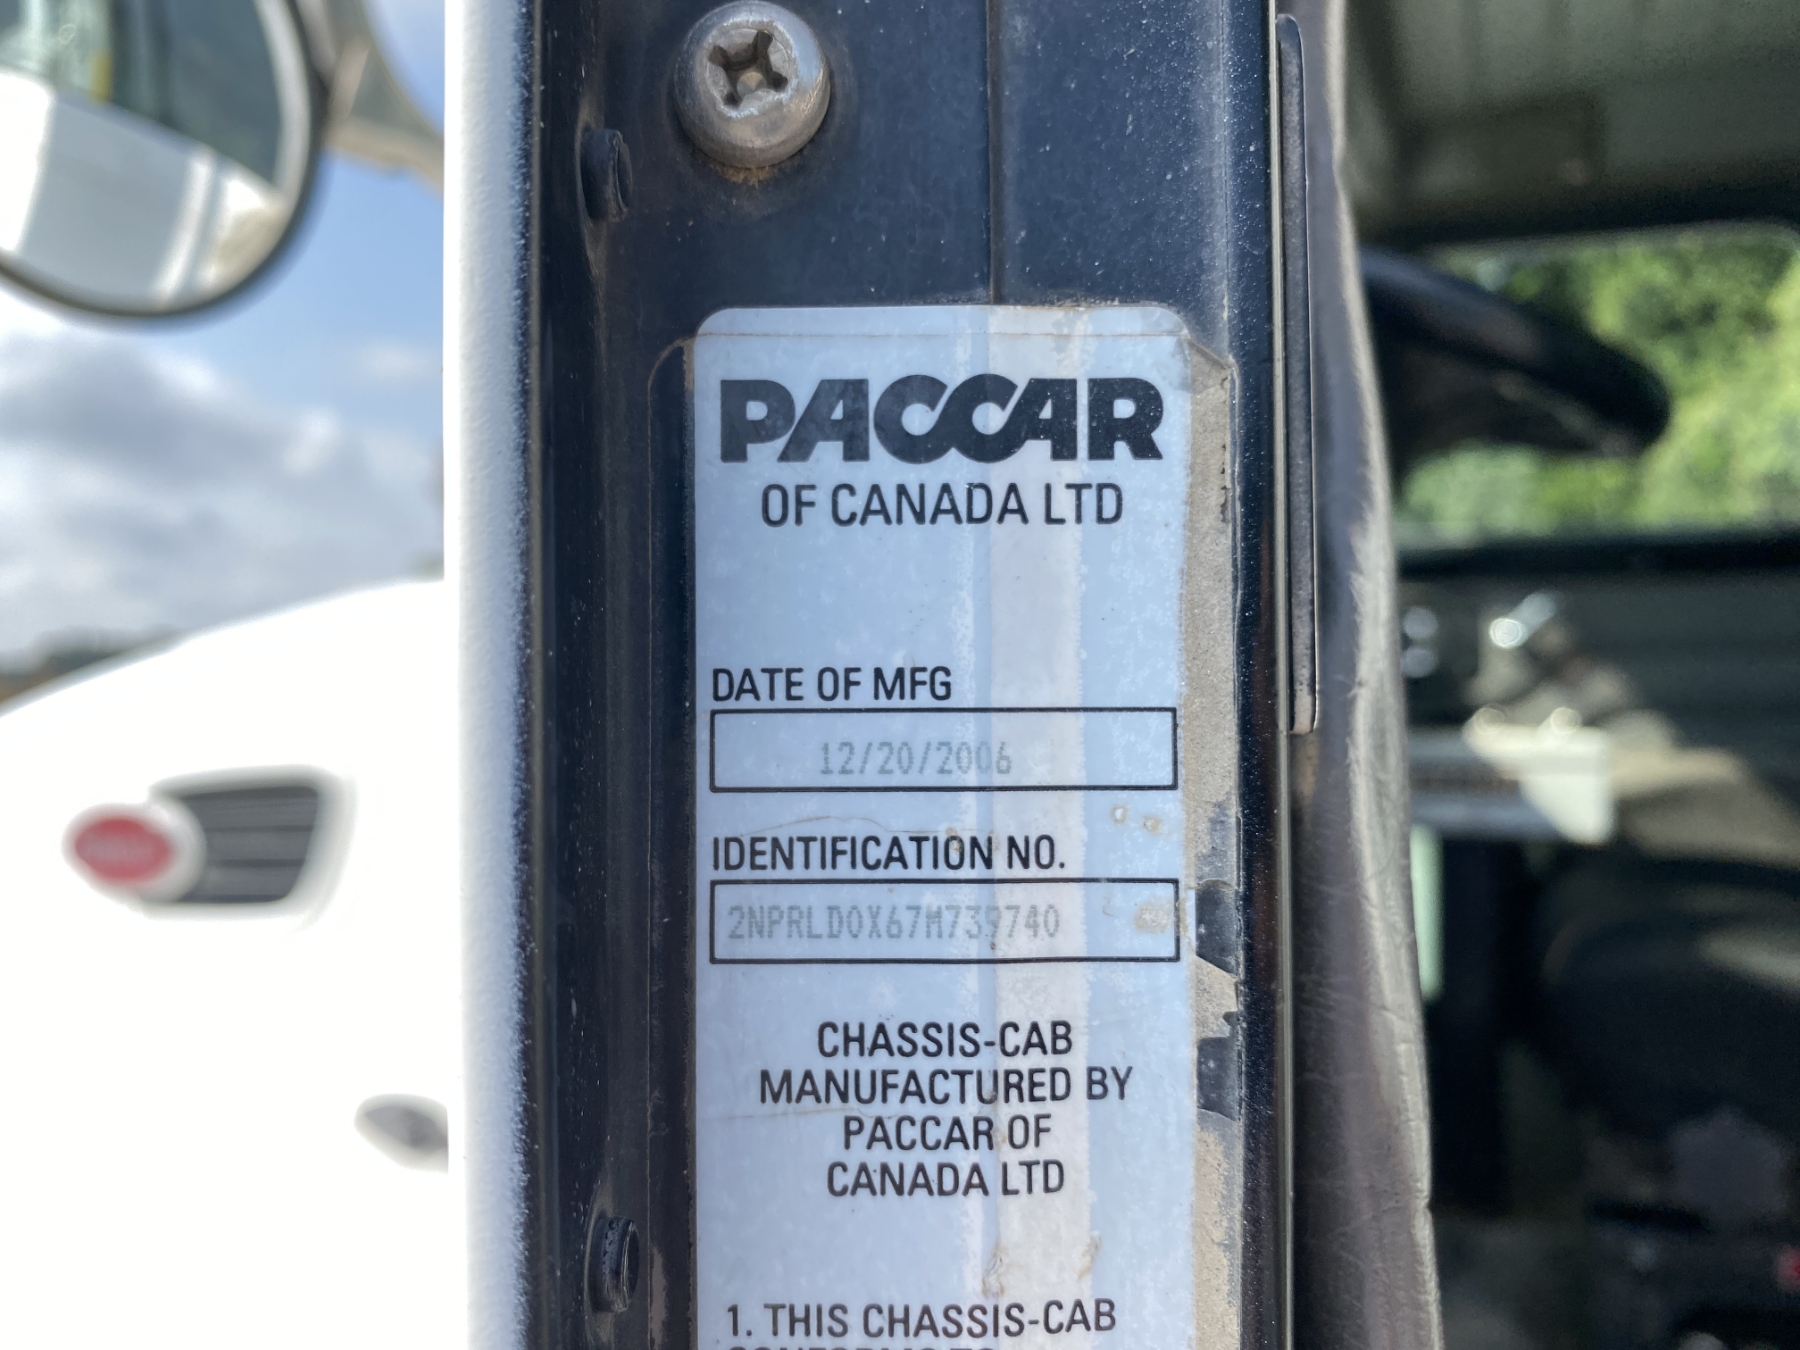 PACCAR
OF CANADA LTD
DATE OF MFG
12/20/2006
IDENTIFICATION NO.
2NPRLD0X67M739740
CHASSIS-CAB
MANUFACTURED BY
PACCAR OF
CANADA LTD
1. THIS CHASSIS-CAB